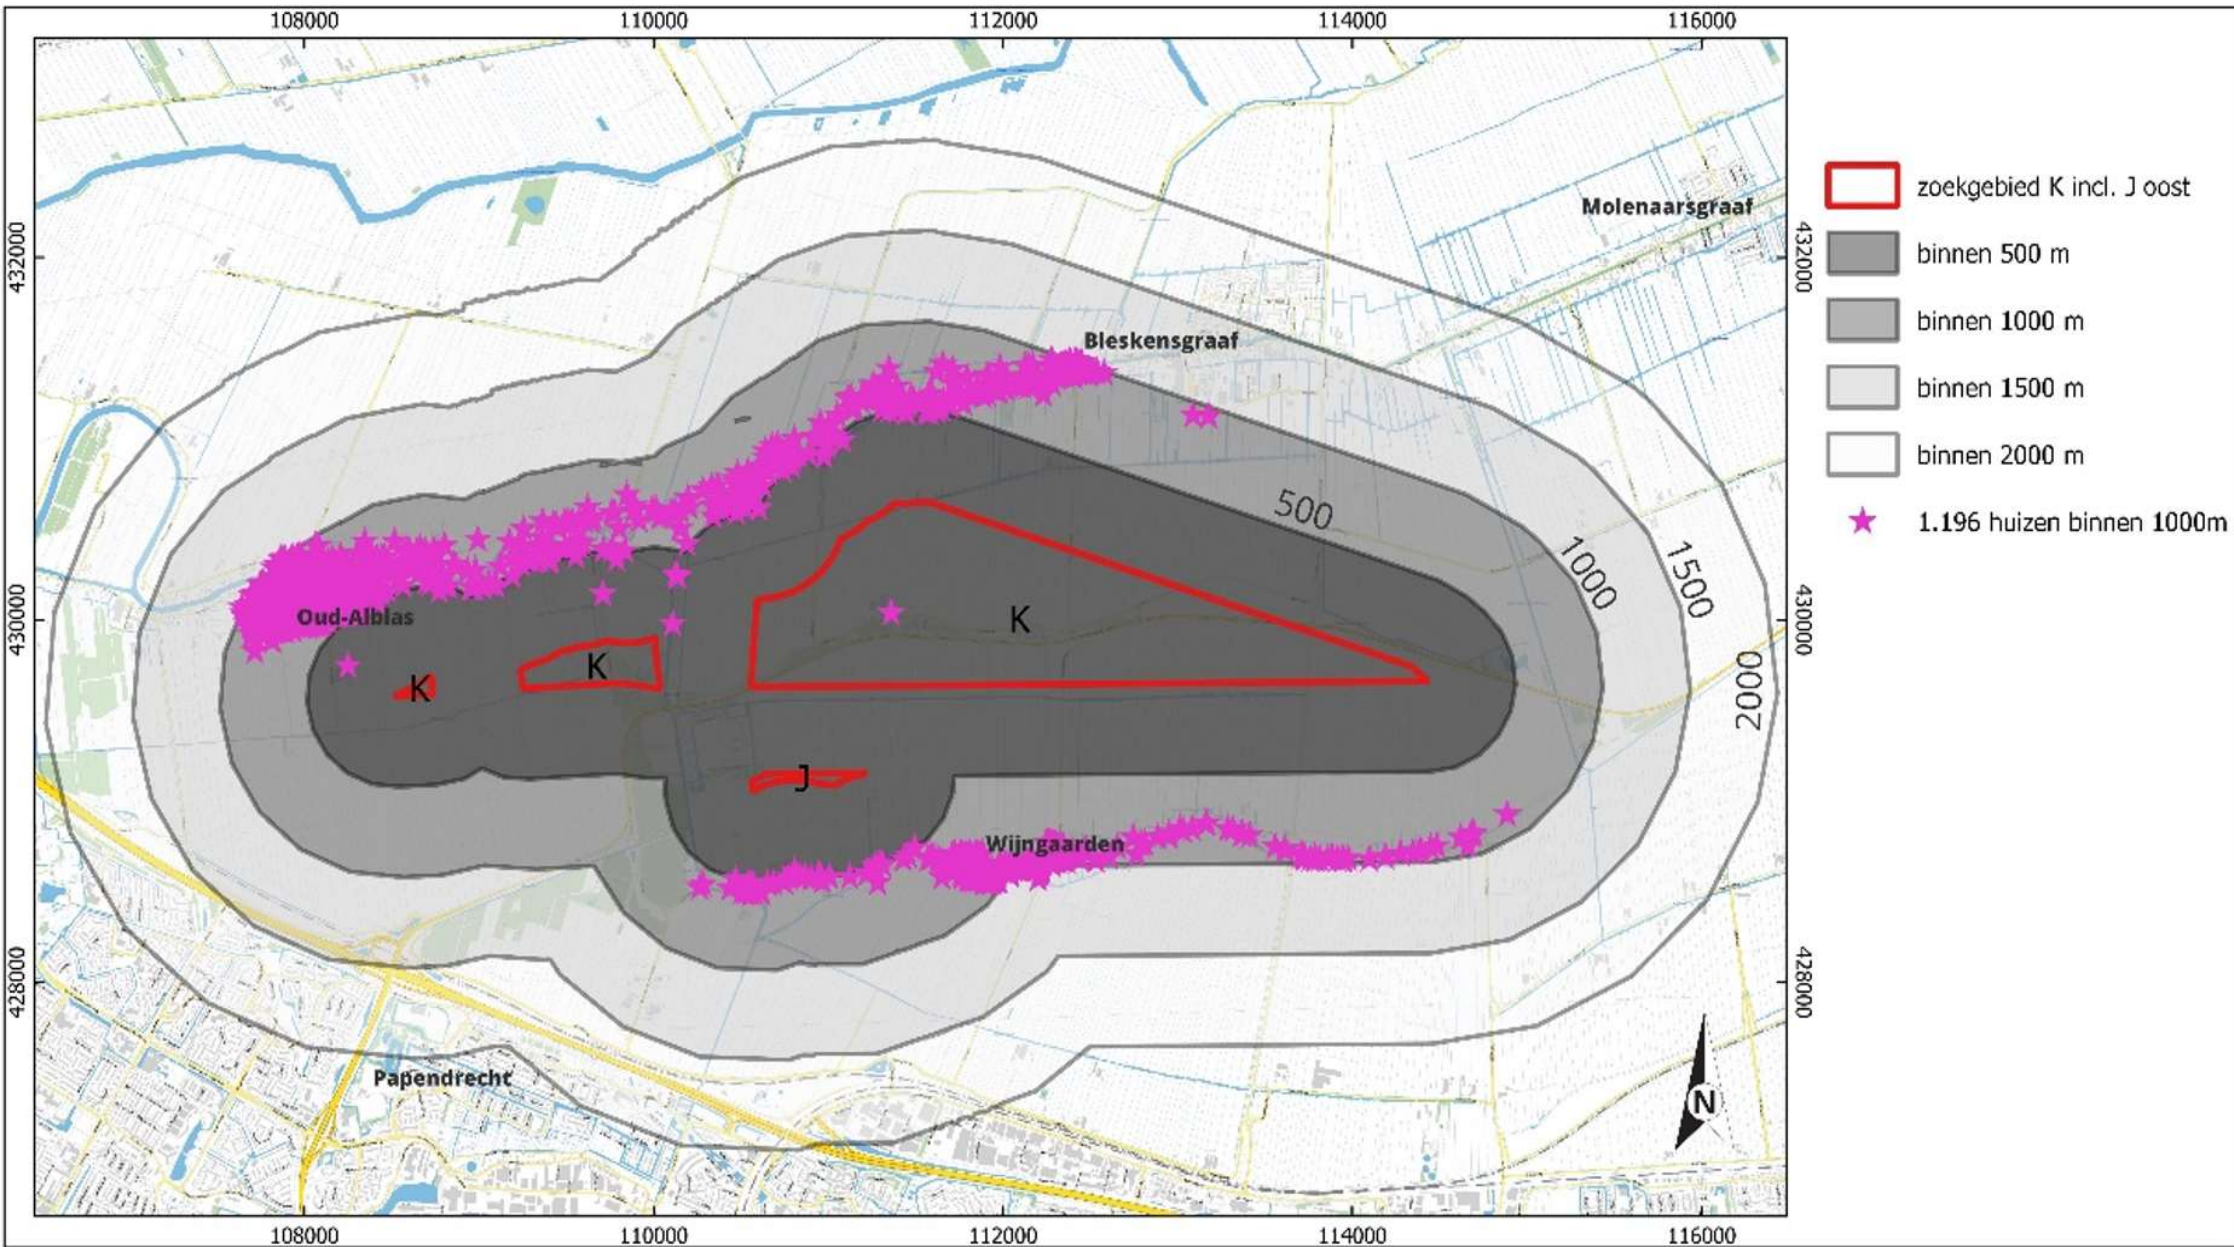 108000
110000
112000
114000
116000
432000
432000
Molenaarsgraaf
zoekgebied K incl. J oost
binnen 500 m
binnen 1000 m
Bleskensgraaf
binnen 1500 m
binnen 2000 m
500
1.196 huizen binnen 1000m
1000
1500
430000
430000
Oud-Alblas
K
K
K
2000
J
Wijngaarden
428000
428000
Papendrecht
N
108000
110000
112000
114000
116000